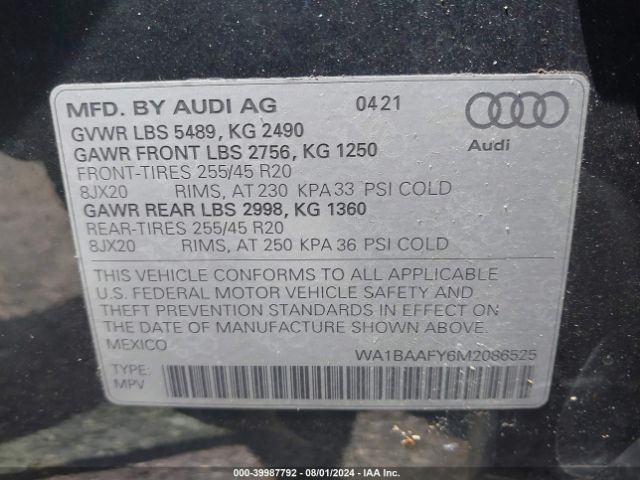 MFD. BY AUDI AG 0421
GVWR LBS 5489, KG 2490
GAWR FRONT LBS 2756, KG 1250
Audi
FRONT-TIRES 255/45 R20
8JX20 RIMS, AT 230 KPA 33 PSI COLD
GAWR REAR LBS 2998, KG 1360
REAR-TIRES 255/45 R20
8JX20 RIMS, AT 250 KPA 36 PSI COLD
THIS VEHICLE CONFORMS TO ALL APPLICABLE
U.S. FEDERAL MOTOR VEHICLE SAFETY AND
THEFT PREVENTION STANDARDS IN EFFECT ON
THE DATE OF MANUFACTURE SHOWN ABOVE.
MEXICO WA1BAAFY6M2086525
TYPE:
MPV
000-39987792 - 08/01/2024 - IAA Inc.